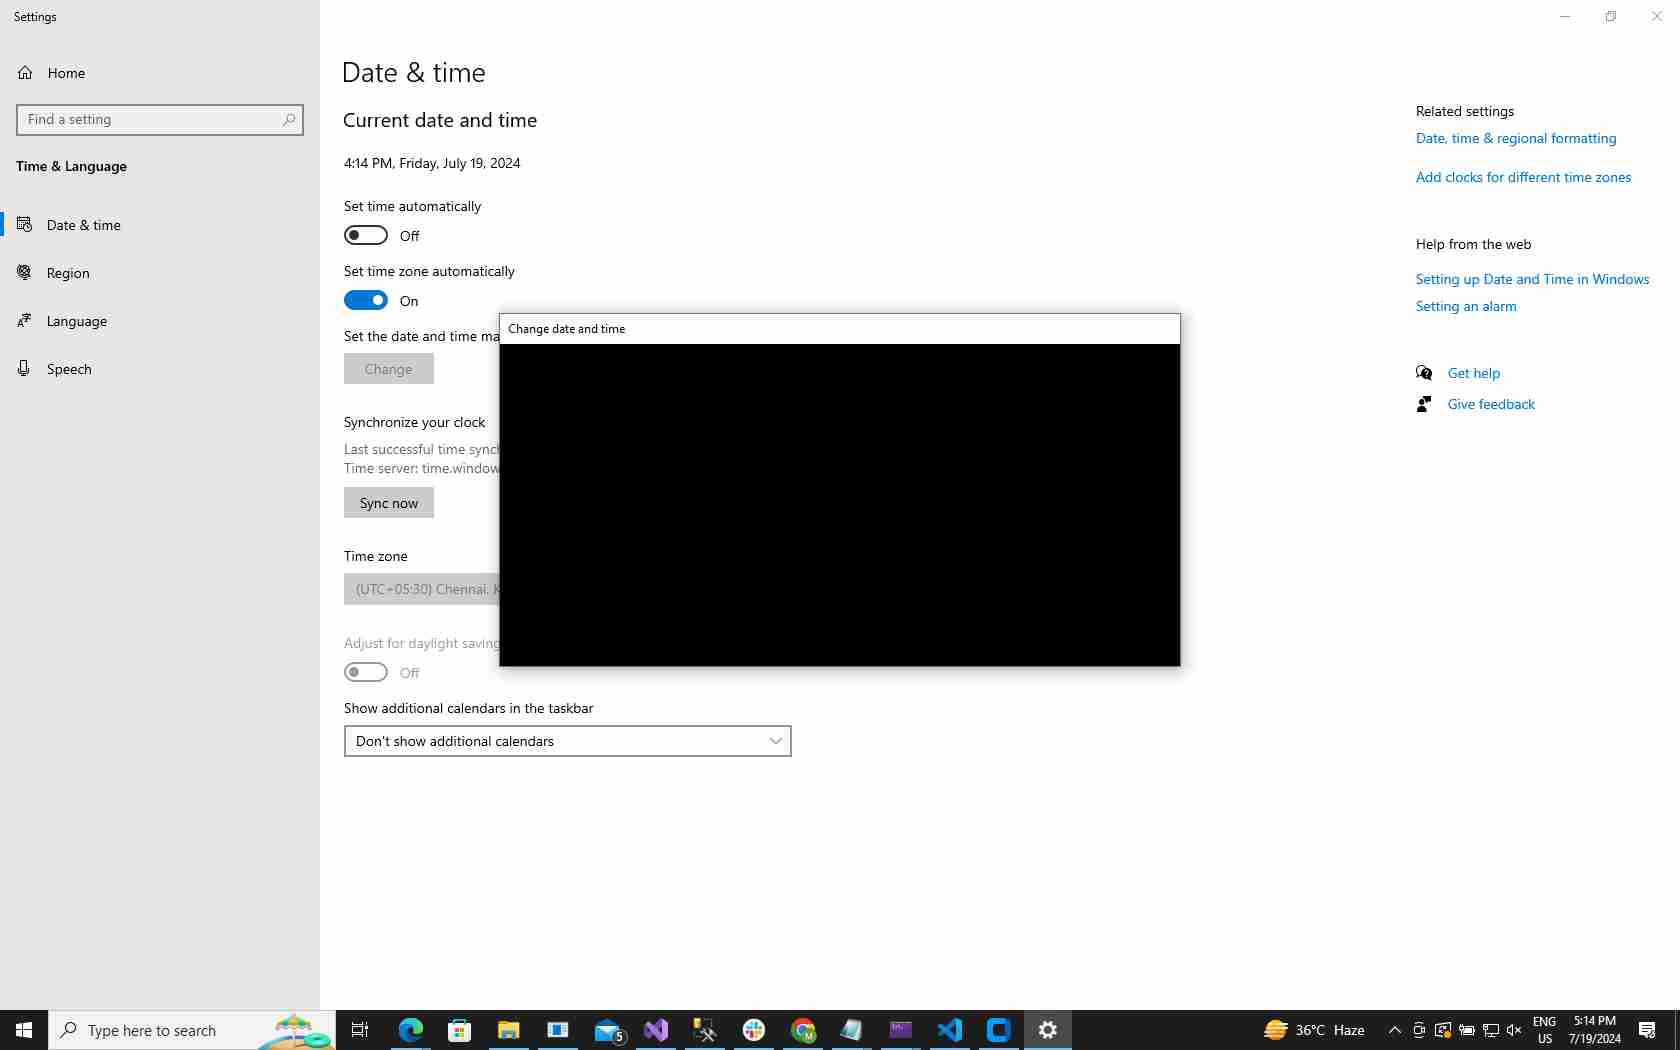 Settings
Home
Find a setting
Time & Language
Date & time
Region
Language
Speech
Date & time
Current date and time
4:14 PM, Friday, July 19, 2024
Set time automatically
Off
Set time zone automatically
On
Set the date and time ma
Change
Synchronize your clock
Last successful time synch
Time server: time.window
Sync now
Time zone
(UTC+05:30) Chennai, K
Adjust for daylight saving
Off
Show additional calendars in the taskbar
Don't show additional calendars
Change date and time
Related settings
Date, time & regional formatting
Add clocks for different time zones
Help from the web
Setting up Date and Time in Windows
Setting an alarm
Get help
Give feedback
Type here to search
5
M
36°C Haze
ENG
US
5:14 PM
7/19/2024